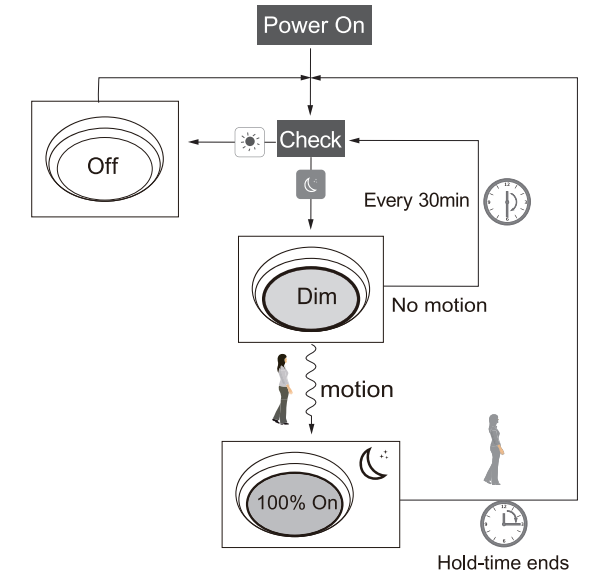 Power On
Check
Off
Every 30min
Dim
No motion
motion
100% On
Hold-time ends